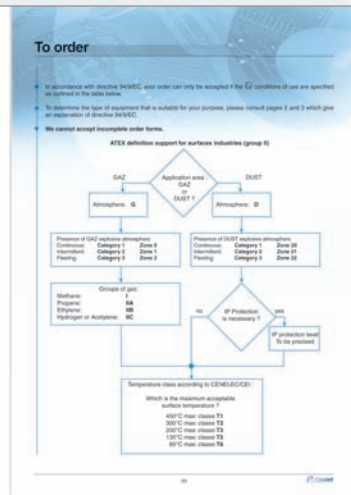 To order
In accordance with directive 94/9/EC, your order can only be accepted if the conditions of use are specified
as outlined in the table below.
To determine the type of equipment that is suitable for your purpose, please consult pages 2 and 3 which give
an explanation of directive 94/9/EC.
We cannot accept incomplete order forms.
ATEX definition support for surfaces industries (group II)
GAZ
Application area :
GAZ
or
DUST ?
DUST
Atmosphere: G
Atmosphere: D
Presence of GAZ explosive atmosphere
Continuous: Category 1 Zone 0
Intermittent: Category 2 Zone 1
Fleeting: Category 3 Zone 2
Presence of DUST explosive atmosphere
Continuous: Category 1 Zone 20
Intermittent: Category 2 Zone 21
Fleeting: Category 3 Zone 22
Groupe of gaz:
Methane: I
Propane: IIA
Ethylene: IIB
Hydrogen or Acetylene: IIC
no
IP Protection
is necessary ?
yes
IP protection level
To be precised
Temperature class according to CENELEC/CEI :
Which is the maximum acceptable
surface temperature ?
450°C max: classe T1
300°C max: classe T2
200°C max: classe T3
135°C max: classe T5
85°C max: classe T6